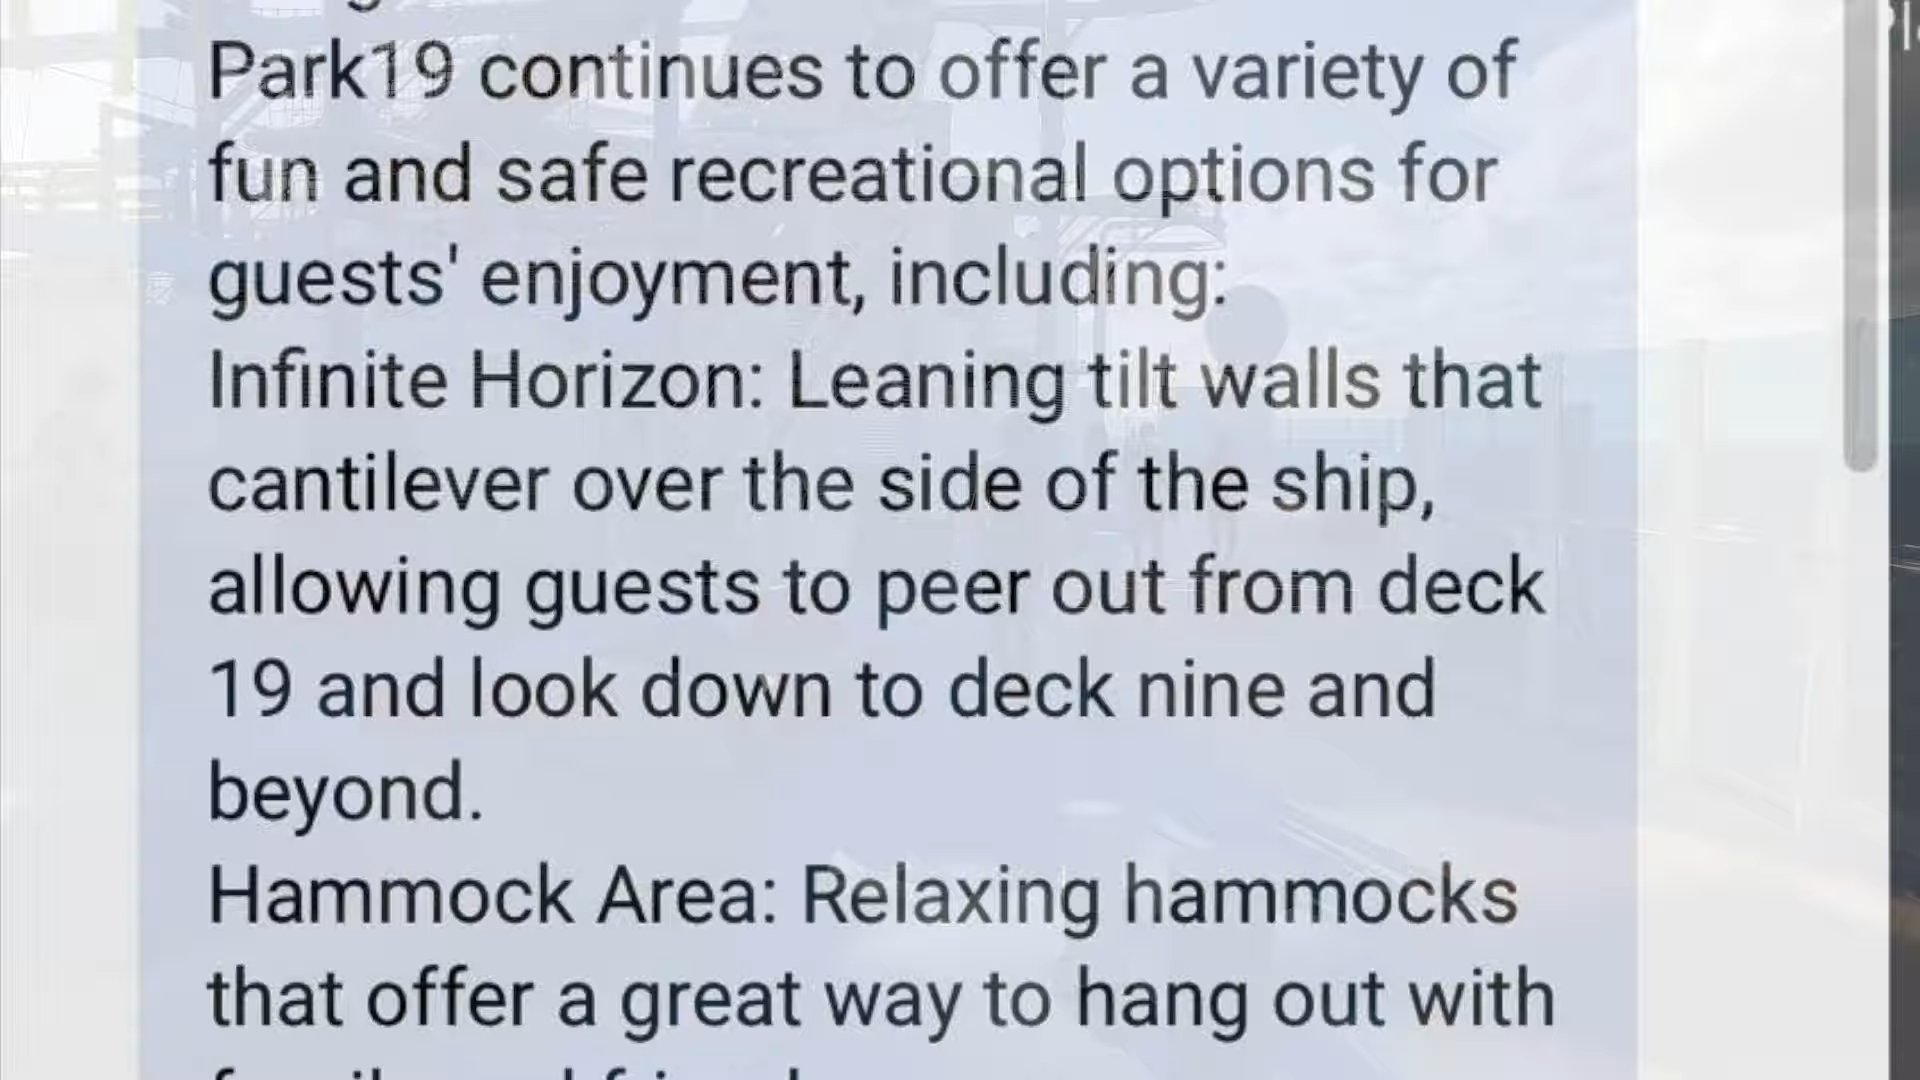 Park19 continues to offer a variety of
fun and safe recreational options for
guests' enjoyment, including:
Infinite Horizon: Leaning tilt walls that
cantilever over the side of the ship,
allowing guests to peer out from deck
19 and look down to deck nine and
beyond.
Hammock Area: Relaxing hammocks
that offer a great way to hang out with